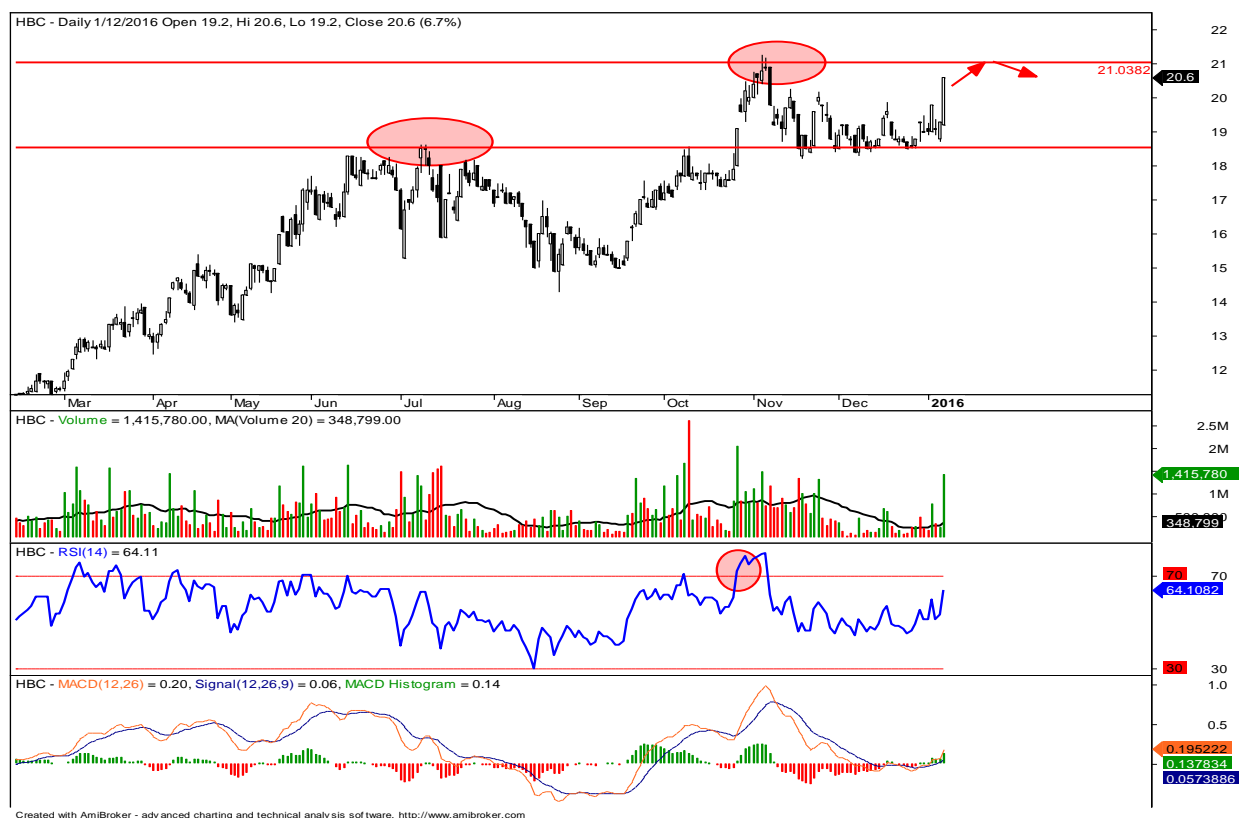 HBC - Daily 1/12/2016 Open 19.2, Hi 20.6, Lo 19.2, Close 20.6 (6.7%)
22
21
21.0382
20.6
20
19
18
17
16
15
14
13
12
Mar Apr May Jun Jul Aug Sep Oct Nov Dec 2016
HBC - Volume = 1,415,780.00, MA(Volume 20) = 348,799.00
2.5M
2M
1,415,780
1M
348,799
HBC - RSI(14) = 64.11
70 70
64.1082
30 30
HBC - MACD(12,26) = 0.20, Signal(12,26,9) = 0.06, MACD Histogram = 0.14
1.0
0.5
0.195222
0.137834
0.0573886
Created with AmiBroker - advanced charting and technical analysis software. http://www.amibroker.com